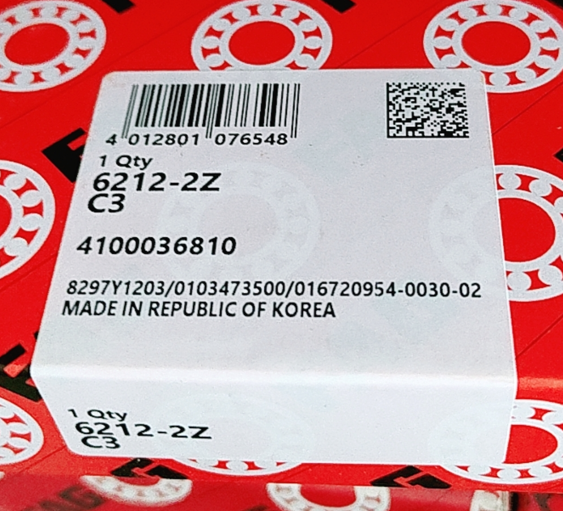 4 012801 076548
1 Qty
6212-2Z
C3
4100036810
8297Y1203/0103473500/016720954-0030-02
MADE IN REPUBLIC OF KOREA
1 Qty
6212-2Z
C3
FAG